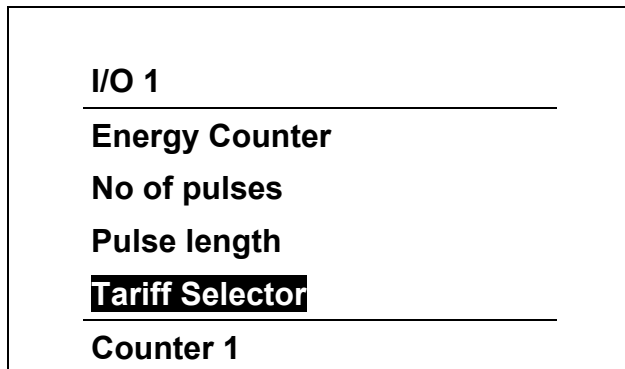 I/O 1
Energy Counter
No of pulses
Pulse length
Tariff Selector
Counter 1